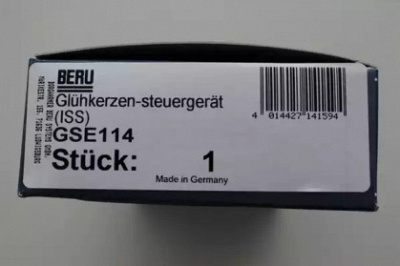 BERU
Glühkerzen-steuergerät
(ISS)
GSE114
Stück: 1
Made in Germany
4 014427 141594